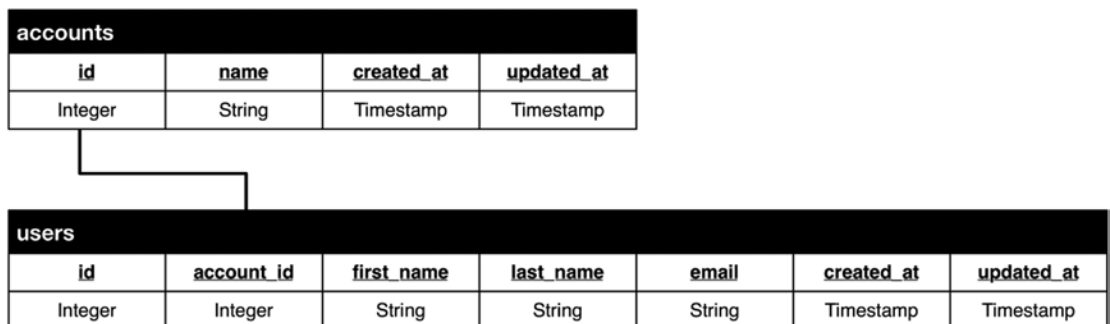 accounts
id name created_at updated_at
Integer String Timestamp Timestamp
users
id account_id first_name last_name email created_at updated_at
Integer Integer String String String Timestamp Timestamp